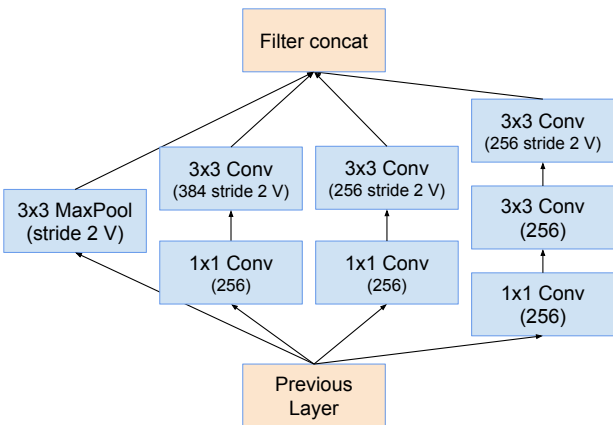 Filter concat
3x3 MaxPool
(stride 2 V)
3x3 Conv
(384 stride 2 V)
1x1 Conv
(256)
3x3 Conv
(256 stride 2 V)
1x1 Conv
(256)
3x3 Conv
(256 stride 2 V)
3x3 Conv
(256)
1x1 Conv
(256)
Previous
Layer